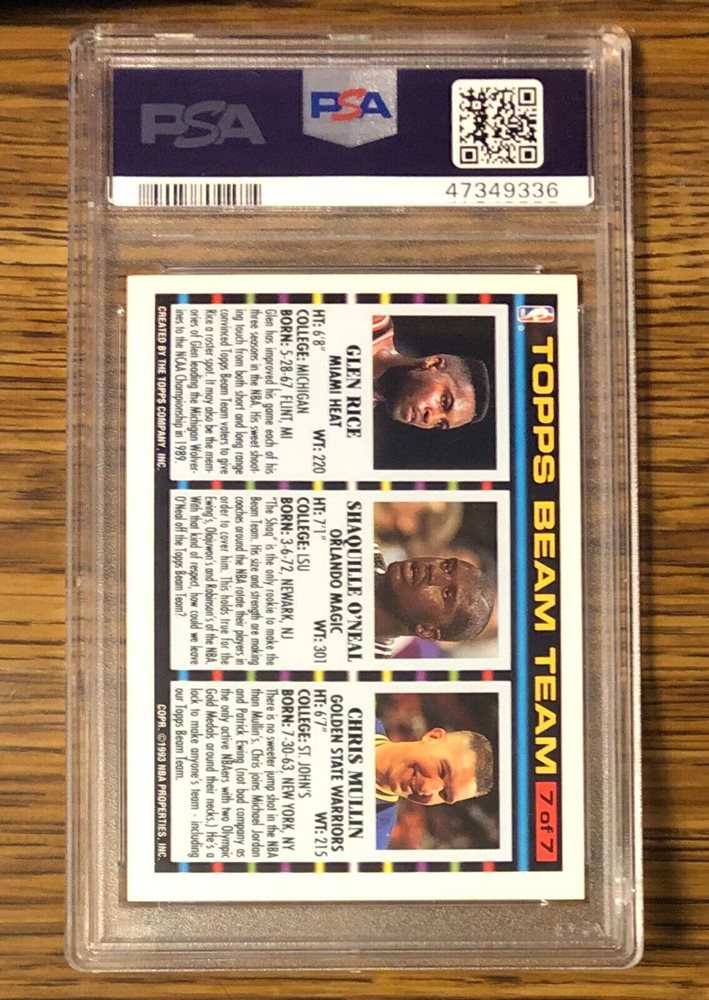 PSA
PSA
47349336
NBA
TOPPS BEAM TEAM
7 of 7
GLEN RICE
MIAMI HEAT
HT: 6'8" WT: 220
COLLEGE: MICHIGAN
BORN: 5-28-67, FLINT, MI
Glen has improved his game each of his
three seasons in the NBA. His sweet shoot-
ing touch from both short and long range
convinced Topps Beam Team voters to give
Rice a roster spot. It may also be the mem-
ories of Glen leading the Michigan Wolver-
ines to the NCAA Championship in 1989.
SHAQUILLE O'NEAL
ORLANDO MAGIC
HT: 7'1" WT: 301
COLLEGE: LSU
BORN: 3-6-72, NEWARK, NJ
"The Shaq" is the only rookie to make the
Beam Team. His size and strength are making
coaches around the NBA rotate their players in
order to cover him. This holds true for the
Ewing's, Olajuwon's and Robinson's of the NBA.
With that kind of respect, how could we leave
O'Neal off the Topps Beam Team?
CHRIS MULLIN
GOLDEN STATE WARRIORS
HT: 6'7" WT: 215
COLLEGE: ST. JOHN'S
BORN: 7-30-63, NEW YORK, NY
There is no sweeter jump shot in the NBA
than Mullin's. Chris joins Michael Jordan
and Patrick Ewing (not bad company as
the only active NBAers with two Olympic
Gold Medals around their necks.) He's a
lock to make anyone's team - including
our Topps Beam Team.
CREATED BY THE TOPPS COMPANY, INC.
COPR. ©1993 NBA PROPERTIES, INC.